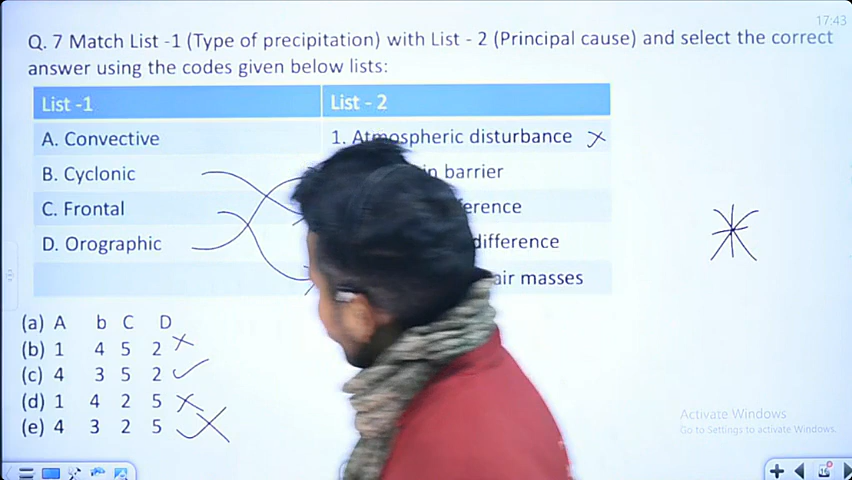 17:43
Q. 7 Match List -1 (Type of precipitation) with List - 2 (Principal cause) and select the correct
answer using the codes given below lists:
List -1 List - 2
A. Convective 1. Atmospheric disturbance
B. Cyclonic barrier
C. Frontal
D. Orographic difference
air masses
(a) A b C D
(b) 1 4 5 2
(c) 4 3 5 2
(d) 1 4 2 5
(e) 4 3 2 5
Activate Windows
Go to Settings to activate Windows.